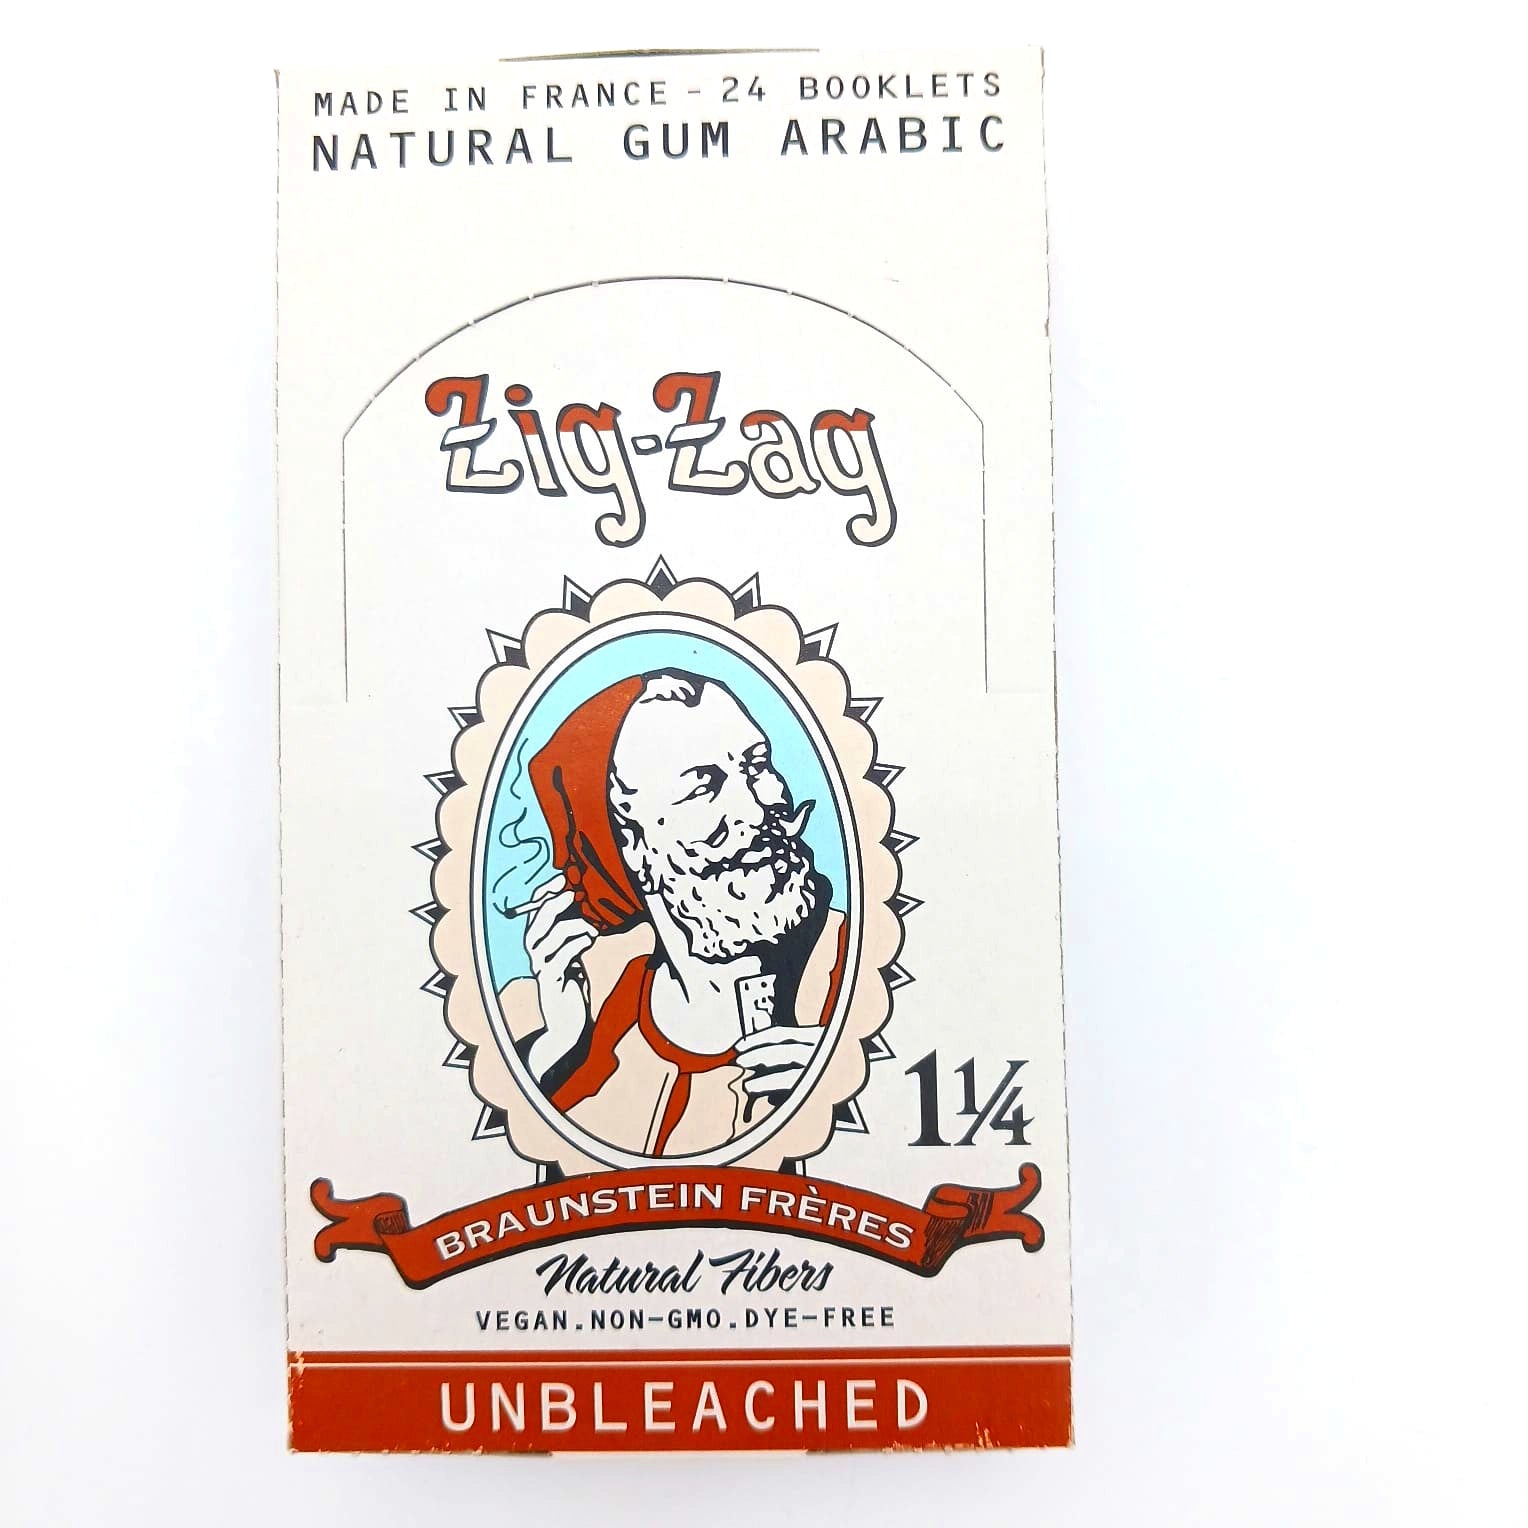 MADE IN FRANCE - 24 BOOKLETS
NATURAL GUM ARABIC
Zig-Zag
1¼
BRAUNSTEIN FRÈRES
Natural Fibers
VEGAN.NON-GMO.DYE-FREE
UNBLEACHED